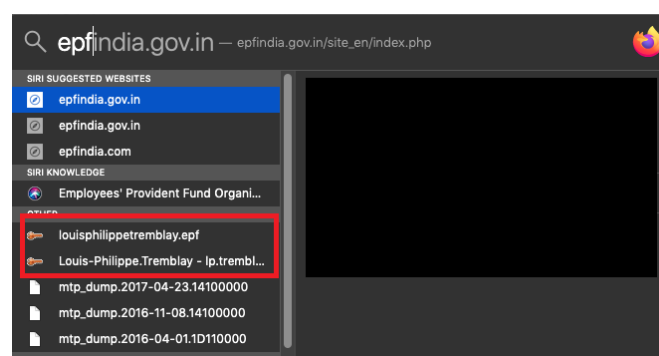 epfindia.gov.in — epfindia.gov.in/site_en/index.php
SIRI SUGGESTED WEBSITES
epfindia.gov.in
epfindia.gov.in
epfindia.com
SIRI KNOWLEDGE
Employees' Provident Fund Organi...
OTHER
louisphilippetremblay.epf
Louis-Philippe.Tremblay - lp.trembl...
mtp_dump.2017-04-23.14100000
mtp_dump.2016-11-08.14100000
mtp_dump.2016-04-01.1D110000